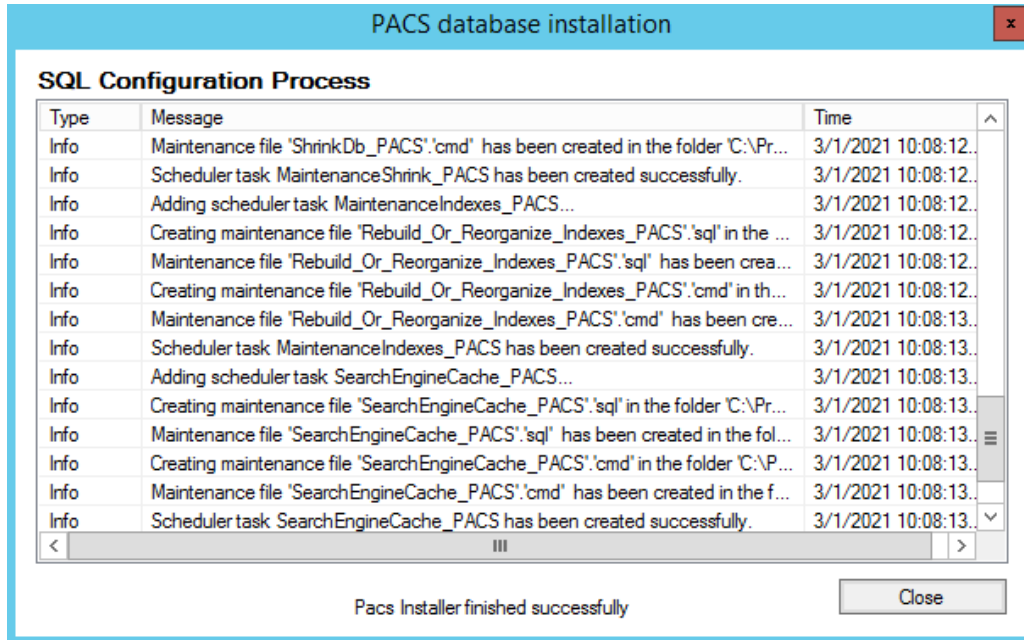 PACS database installation
x
SQL Configuration Process
Type Message Time
Info Maintenance file 'ShrinkDb_PACS'.'cmd' has been created in the folder 'C:\Pr... 3/1/2021 10:08:12..
Info Scheduler task MaintenanceShrink_PACS has been created successfully. 3/1/2021 10:08:12..
Info Adding scheduler task MaintenanceIndexes_PACS... 3/1/2021 10:08:12..
Info Creating maintenance file 'Rebuild_Or_Reorganize_Indexes_PACS'.'sql' in the ... 3/1/2021 10:08:12..
Info Maintenance file 'Rebuild_Or_Reorganize_Indexes_PACS'.'sql' has been crea... 3/1/2021 10:08:12..
Info Creating maintenance file 'Rebuild_Or_Reorganize_Indexes_PACS'.'cmd' in th... 3/1/2021 10:08:12..
Info Maintenance file 'Rebuild_Or_Reorganize_Indexes_PACS'.'cmd' has been cre... 3/1/2021 10:08:13..
Info Scheduler task MaintenanceIndexes_PACS has been created successfully. 3/1/2021 10:08:13..
Info Adding scheduler task SearchEngineCache_PACS... 3/1/2021 10:08:13..
Info Creating maintenance file 'SearchEngineCache_PACS'.'sql' in the folder 'C:\Pr... 3/1/2021 10:08:13..
Info Maintenance file 'SearchEngineCache_PACS'.'sql' has been created in the fol... 3/1/2021 10:08:13..
Info Creating maintenance file 'SearchEngineCache_PACS'.'cmd' in the folder 'C:\P... 3/1/2021 10:08:13..
Info Maintenance file 'SearchEngineCache_PACS'.'cmd' has been created in the f... 3/1/2021 10:08:13..
Info Scheduler task SearchEngineCache_PACS has been created successfully. 3/1/2021 10:08:13..
Pacs Installer finished successfully
Close